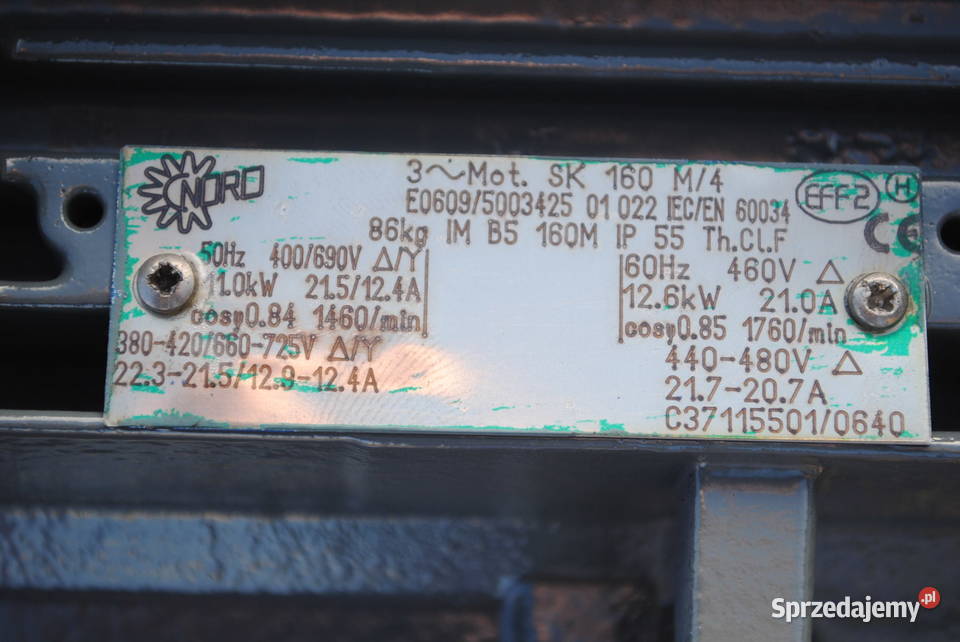 NORD
3~Mot. SK 160 M/4
EFF2
H
E0609/5003425 01 022 IEC/EN 60034
86kg IM B5 160M IP 55 Th.Cl.F
CE
50Hz 400/690V Δ/Y
11.0kW 21.5/12.4A
cosφ0.84 1460/min
380-420/660-725V Δ/Y
22.3-21.5/12.9-12.4A
60Hz 460V Δ
12.6kW 21.0A
cosφ0.85 1760/min
440-480V Δ
21.7-20.7A
C37115501/0640
Sprzedajemy.pl